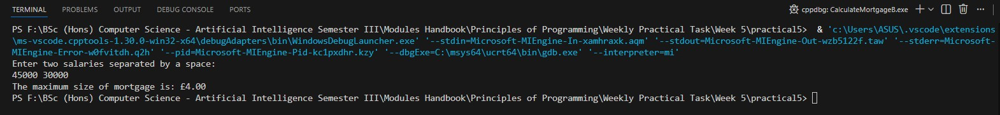 TERMINAL PROBLEMS OUTPUT DEBUG CONSOLE PORTS cppdbg: CalculateMortgageB.exe
PS F:\BSc (Hons) Computer Science - Artificial Intelligence Semester III\Modules Handbook\Principles of Programming\Weekly Practical Task\Week 5\practical5>  & 'c:\Users\ASUS\.vscode\extensions
\ms-vscode.cpptools-1.30.0-win32-x64\debugAdapters\bin\WindowsDebugLauncher.exe' '--stdin=Microsoft-MIEngine-In-xamhraxk.aqm' '--stdout=Microsoft-MIEngine-Out-wzb5122f.taw' '--stderr=Microsoft-
MIEngine-Error-w0fvitdh.q2h' '--pid=Microsoft-MIEngine-Pid-kc1pxdhr.kzy' '--dbgExe=C:\msys64\ucrt64\bin\gdb.exe' '--interpreter=mi'
Enter two salaries separated by a space:
45000 30000
The maximum size of mortgage is: £4.00
PS F:\BSc (Hons) Computer Science - Artificial Intelligence Semester III\Modules Handbook\Principles of Programming\Weekly Practical Task\Week 5\practical5>